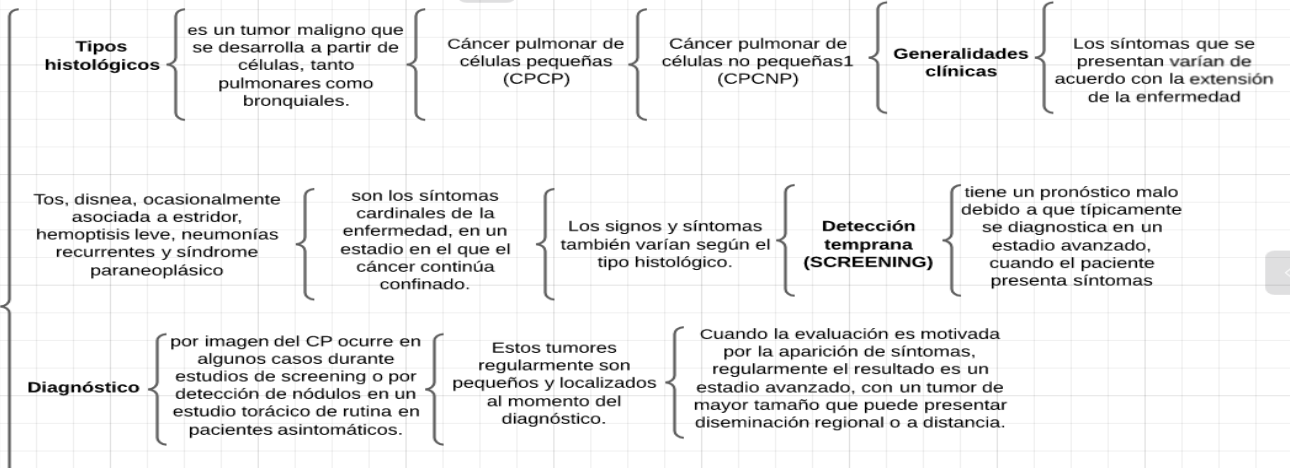 Tipos
histológicos
es un tumor maligno que
se desarrolla a partir de
células, tanto
pulmonares como
bronquiales.
Cáncer pulmonar de
células pequeñas
(CPCP)
Cáncer pulmonar de
células no pequeñas1
(CPCNP)
Generalidades
clínicas
Los síntomas que se
presentan varían de
acuerdo con la extensión
de la enfermedad
Tos, disnea, ocasionalmente
asociada a estridor,
hemoptisis leve, neumonías
recurrentes y síndrome
paraneoplásico
son los síntomas
cardinales de la
enfermedad, en un
estadio en el que el
cáncer continúa
confinado.
Los signos y síntomas
también varían según el
tipo histológico.
Detección
temprana
(SCREENING)
tiene un pronóstico malo
debido a que típicamente
se diagnostica en un
estadio avanzado,
cuando el paciente
presenta síntomas
Diagnóstico
por imagen del CP ocurre en
algunos casos durante
estudios de screening o por
detección de nódulos en un
estudio torácico de rutina en
pacientes asintomáticos.
Estos tumores
regularmente son
pequeños y localizados
al momento del
diagnóstico.
Cuando la evaluación es motivada
por la aparición de síntomas,
regularmente el resultado es un
estadio avanzado, con un tumor de
mayor tamaño que puede presentar
diseminación regional o a distancia.